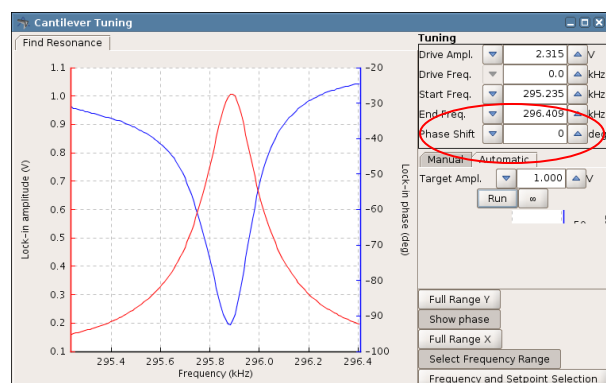 Cantilever Tuning
Find Resonance
Tuning
Drive Ampl. 2.315 V
Drive Freq. 0.0 kHz
Start Freq. 295.235 kHz
End Freq. 296.409 kHz
Phase Shift 0 deg
Manual Automatic
Target Ampl. 1.000 V
Run ∞
Full Range Y
Show phase
Full Range X
Select Frequency Range
Frequency and Setpoint Selection
1.1
1.0
0.9
0.8
0.7
0.6
0.5
0.4
0.3
0.2
0.1
Lock-in amplitude (V)
-20
-30
-40
-50
-60
-70
-80
-90
-100
Lock-in phase (deg)
295.4 295.6 295.8 296.0 296.2 296.4
Frequency (kHz)